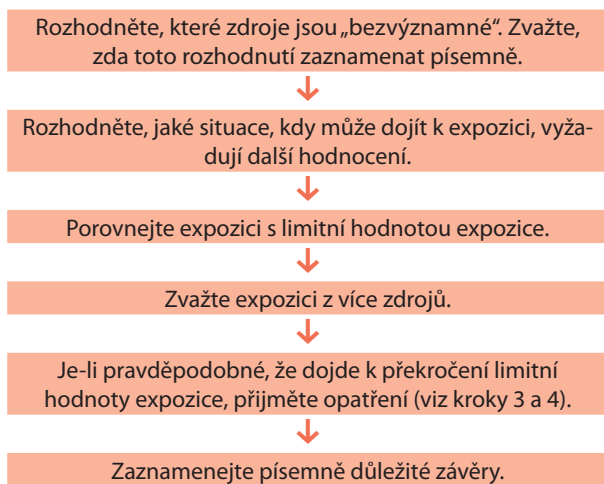 Rozhodněte, které zdroje jsou „bezvýznamné“. Zvažte,
zda toto rozhodnutí zaznamenat písemně.
Rozhodněte, jaké situace, kdy může dojít k expozici, vyža-
dují další hodnocení.
Porovnejte expozici s limitní hodnotou expozice.
Zvažte expozici z více zdrojů.
Je-li pravděpodobné, že dojde k překročení limitní
hodnoty expozice, přijměte opatření (viz kroky 3 a 4).
Zaznamenejte písemně důležité závěry.